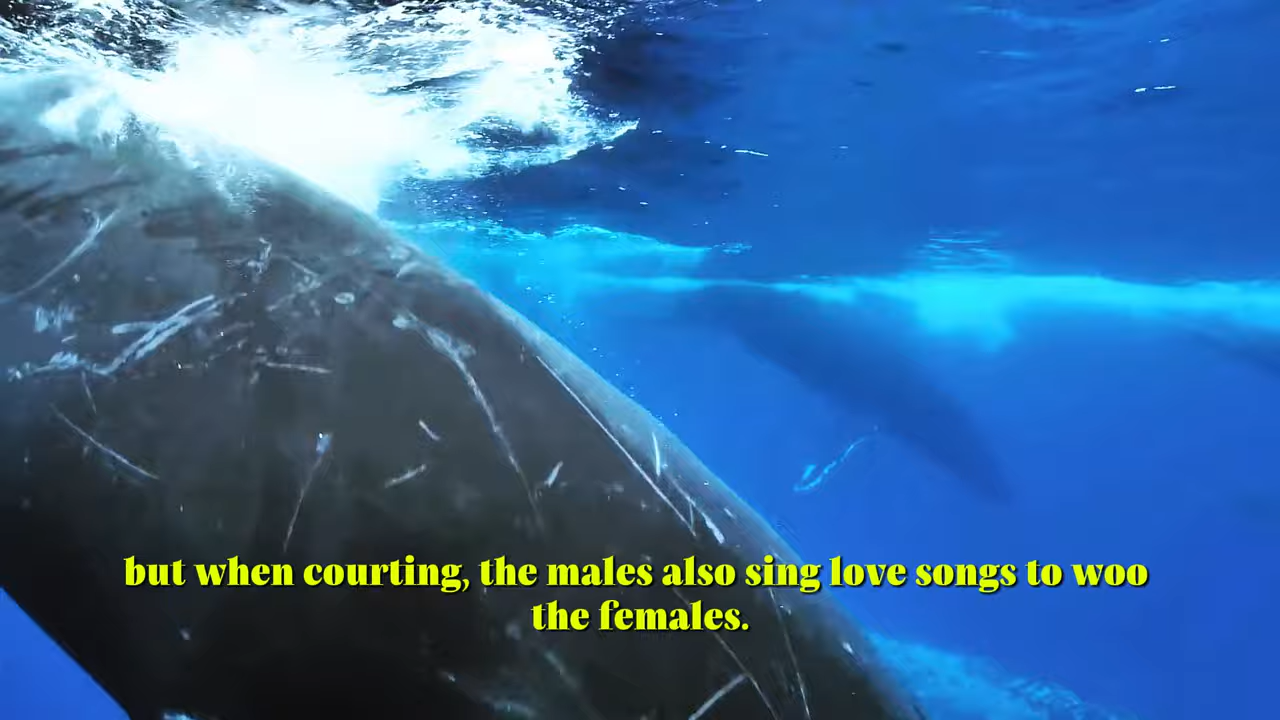 but when courting, the males also sing love songs to woo
the females.